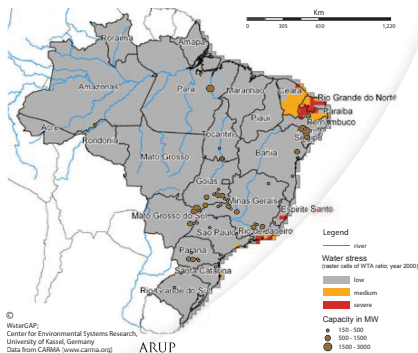 Km
0 305 610 1,220
Roraima
Amapa
Amazonas
Para
Maranhao
Ceara
Rio Grande do Norte
Paraiba
Pernambuco
Piaui
Acre
Rondonia
Tocantins
Mato Grosso
Bahia
Goias
Minas Gerais
Espirito Santo
Mato Grosso do Sul
Sao Paulo
Rio de Janeiro
Parana
Santa Catarina
Rio Grande do Sul
Legend
river
Water stress
(raster cells of WTA ratio; year 2000)
low
medium
severe
Capacity in MW
150 - 500
500 - 1500
1500 - 3000
©
WaterGAP;
Center for Environmental Systems Research,
University of Kassel, Germany
Data from CARMA (www.carma.org)
ARUP